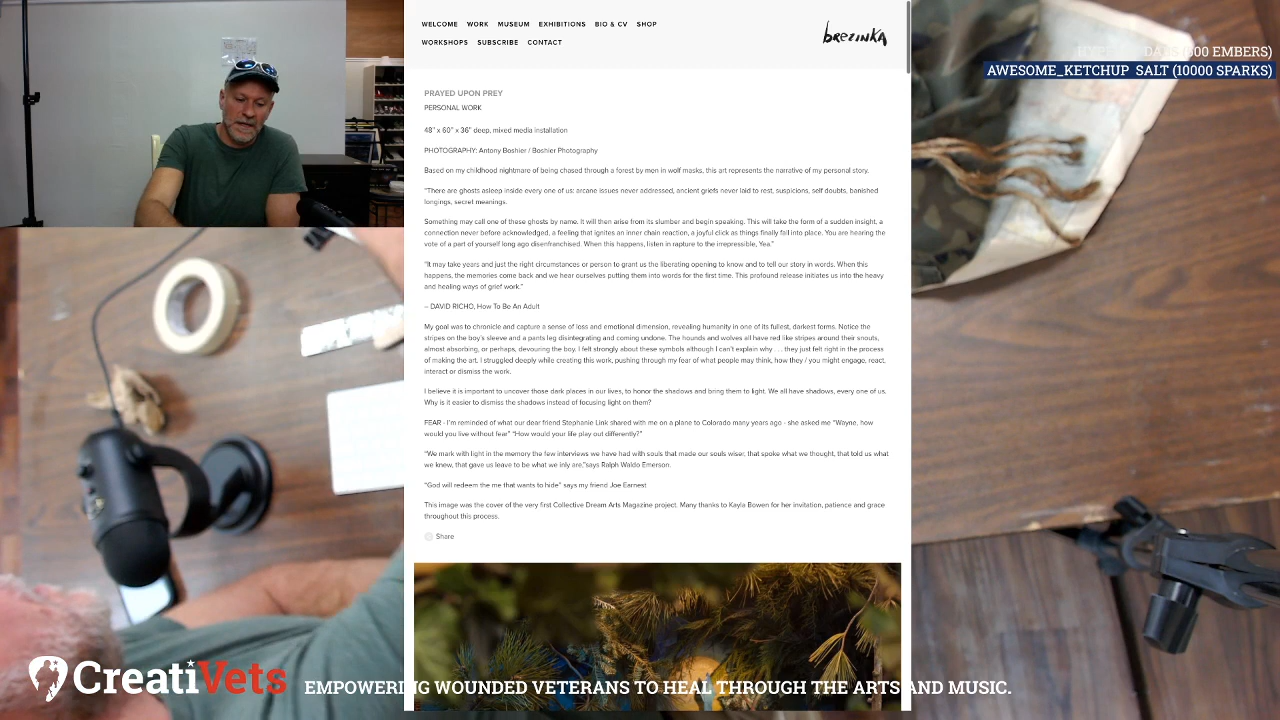 WELCOME WORK MUSEUM EXHIBITIONS BIO & CV SHOP
WORKSHOPS SUBSCRIBE CONTACT
brezinka
(500 EMBERS)
AWESOME_KETCHUP SALT (10000 SPARKS)
PRAYED UPON PREY
PERSONAL WORK
48" x 60" x 36" deep, mixed media installation
PHOTOGRAPHY: Antony Boshier / Boshier Photography
Based on my childhood nightmare of being chased through a forest by men in wolf masks, this art represents the narrative of my personal story.
"There are ghosts asleep inside every one of us: arcane issues never addressed, ancient griefs never laid to rest, suspicions, self doubts, banished
longings, secret meanings.
Something may call one of these ghosts by name. It will then arise from its slumber and begin speaking. This will take the form of a sudden insight, a
connection never before acknowledged, a feeling that ignites an inner chain reaction, a joyful click as things finally fall into place. You are hearing the
vote of a part of yourself long ago disenfranchised. When this happens, listen in rapture to the irrepressible, Yea."
"It may take years and just the right circumstances or person to grant us the liberating opening to know and to tell our story in words. When this
happens, the memories come back and we hear ourselves putting them into words for the first time. This profound release initiates us into the heavy
and healing ways of grief work."
– DAVID RICHO, How To Be An Adult
My goal was to chronicle and capture a sense of loss and emotional dimension, revealing humanity in one of its fullest, darkest forms. Notice the
stripes on the boy's sleeve and a pants leg disintegrating and coming undone. The hounds and wolves all have red like stripes around their snouts,
almost absorbing, or perhaps, devouring the boy. I felt strongly about these symbols although I can't explain why . . . they just felt right in the process
of making the art. I struggled deeply while creating this work, pushing through my fear of what people may think, how they / you might engage, react,
interact or dismiss the work.
I believe it is important to uncover those dark places in our lives, to honor the shadows and bring them to light. We all have shadows, every one of us.
Why is it easier to dismiss the shadows instead of focusing light on them?
FEAR - I'm reminded of what our dear friend Stephanie Link shared with me on a plane to Colorado many years ago - she asked me "Wayne, how
would you live without fear" "How would your life play out differently?"
"We mark with light in the memory the few interviews we have had with souls that made our souls wiser, that spoke what we thought, that told us what
we knew, that gave us leave to be what we inly are,"says Ralph Waldo Emerson.
"God will redeem the me that wants to hide" says my friend Joe Earnest
This image was the cover of the very first Collective Dream Arts Magazine project. Many thanks to Kayla Bowen for her invitation, patience and grace
throughout this process.
Share
CreatiVets
EMPOWERING WOUNDED VETERANS TO HEAL THROUGH THE ARTS AND MUSIC.